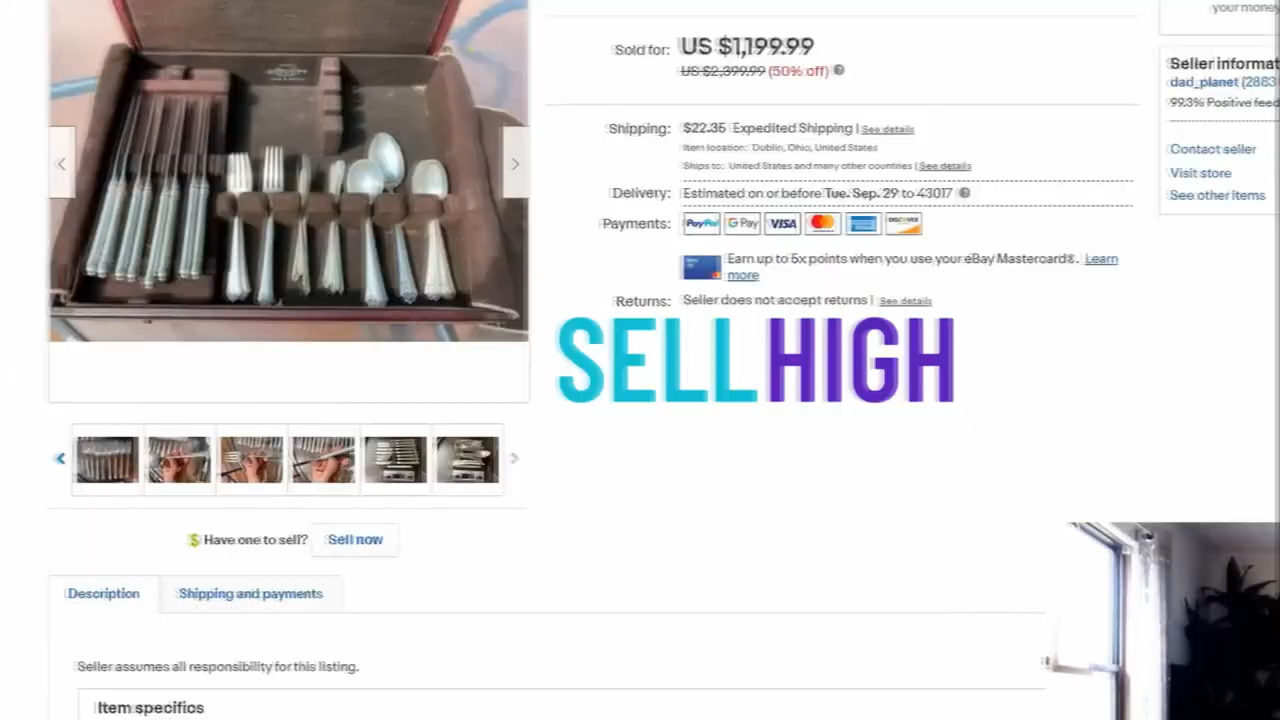 your money
Sold for: US $1,199.99
US $2,399.99 (50% off)
Seller informat
dad_planet (2883
99.3% Positive feed
Shipping: $22.35 Expedited Shipping | See details
Item location: Dublin, Ohio, United States
Ships to: United States and many other countries | See details
Contact seller
Visit store
See other items
Delivery: Estimated on or before Tue. Sep. 29 to 43017
Payments: PayPal G Pay VISA DISCOVER
Earn up to 5x points when you use your eBay Mastercard®. Learn
more
Returns: Seller does not accept returns | See details
SELLHIGH
Have one to sell? Sell now
Description Shipping and payments
Seller assumes all responsibility for this listing.
Item specifics